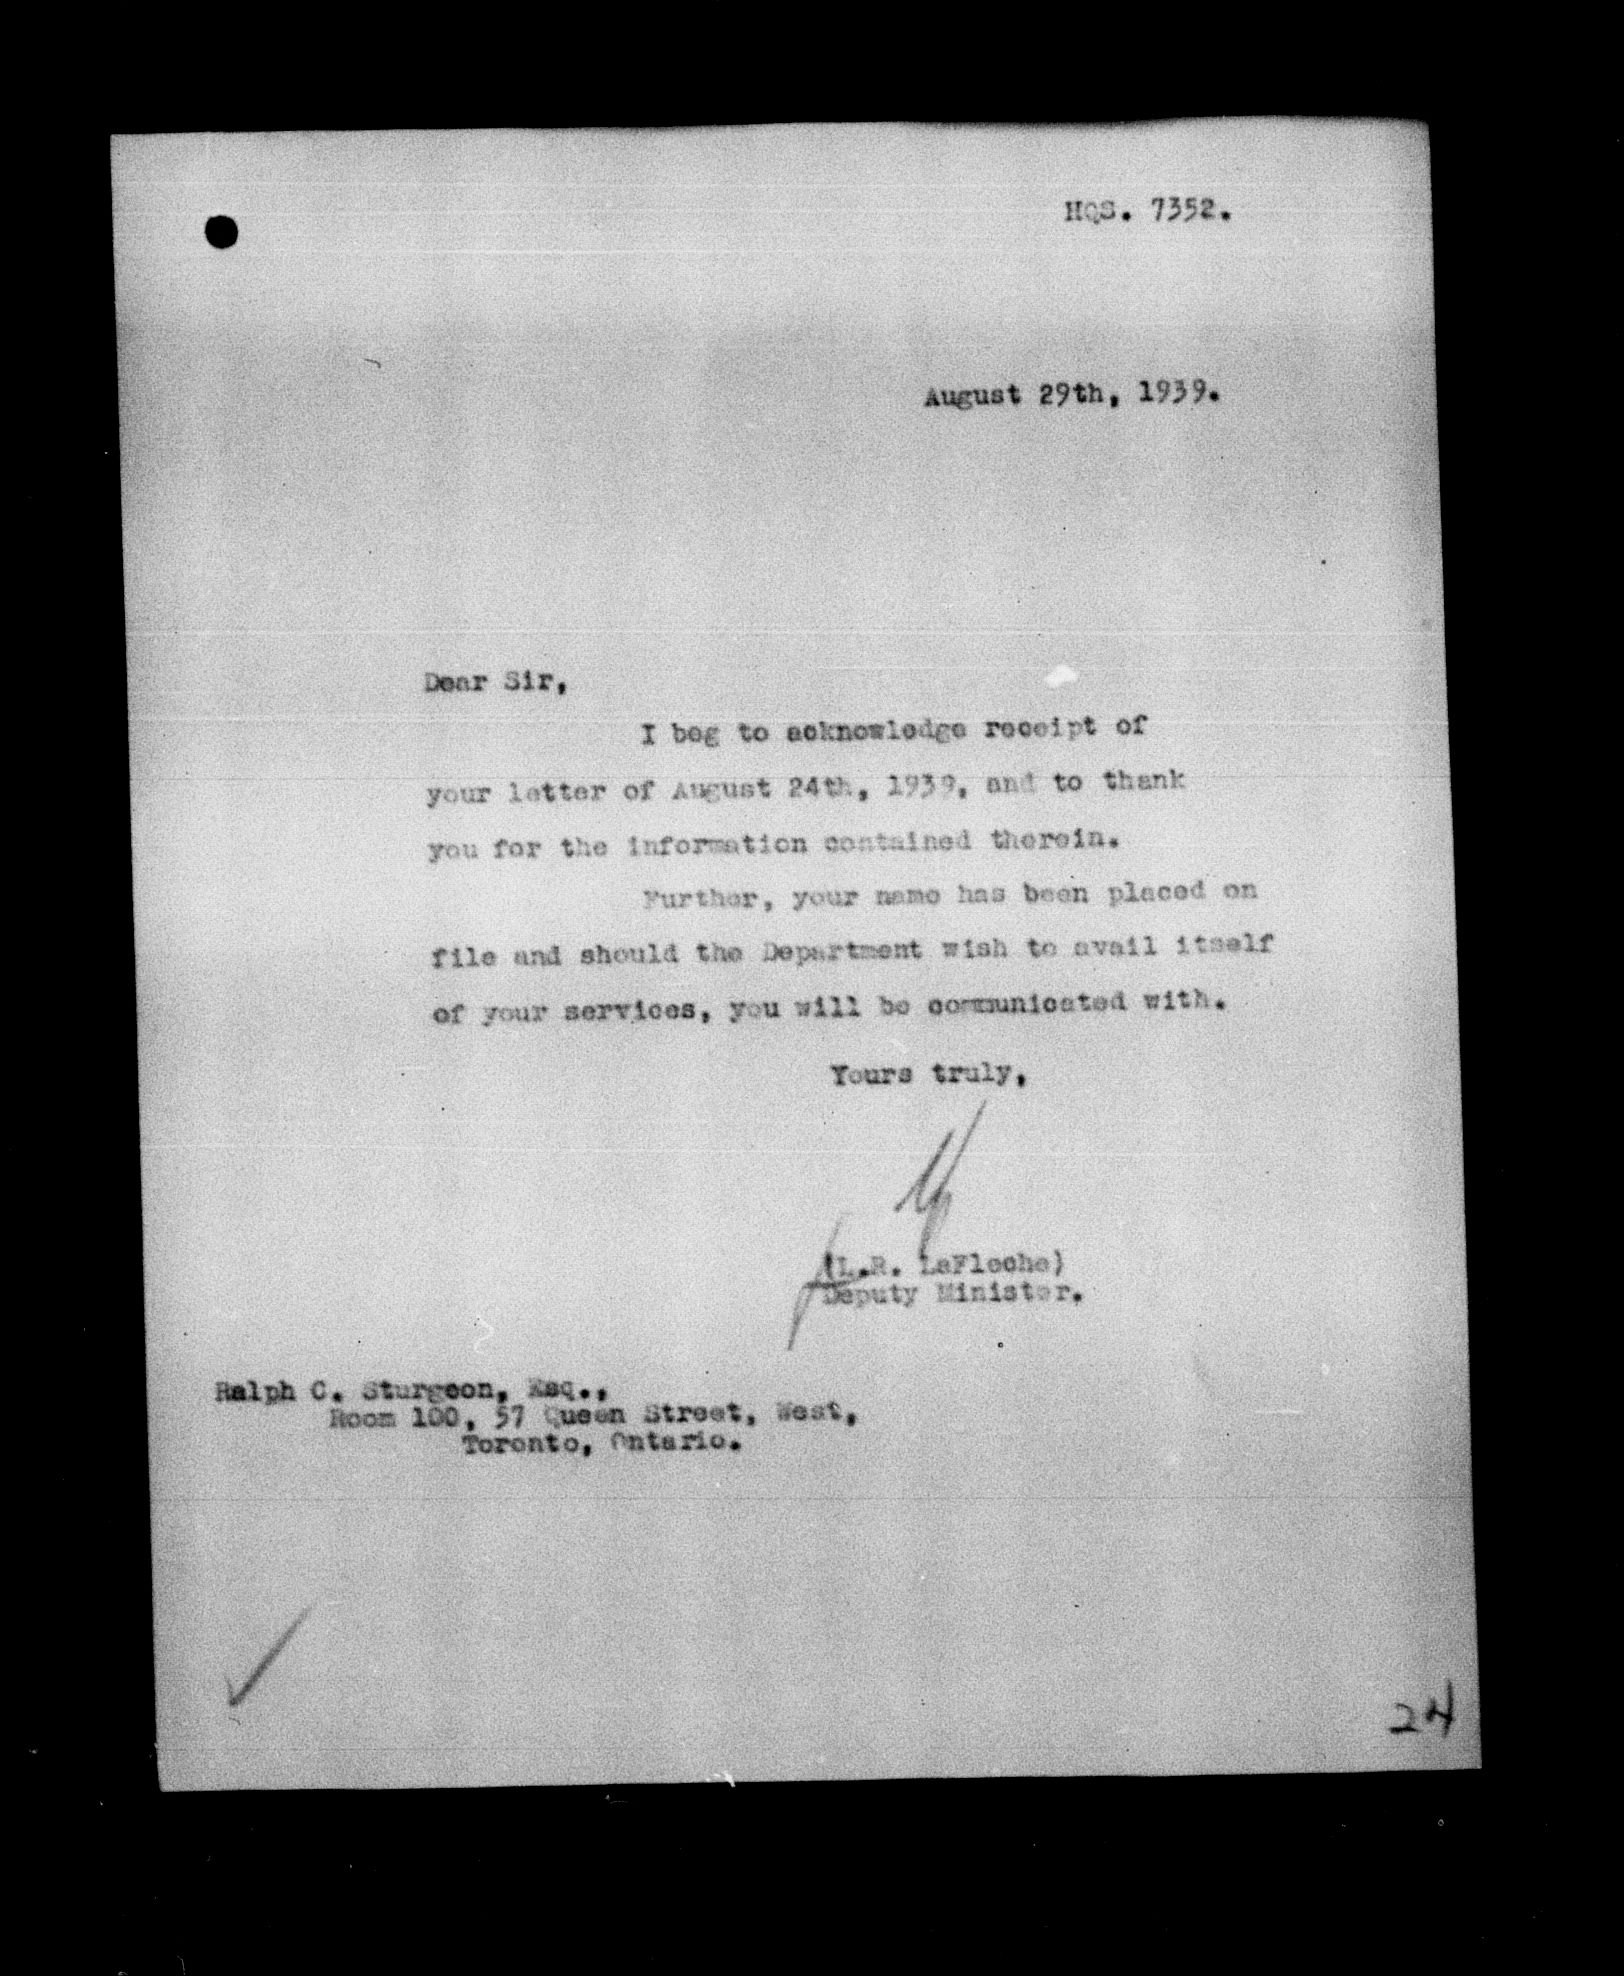 HQS. 7352.
August 29th, 1939.
Dear Sir,
I beg to acknowledge receipt of
your letter of August 24th, 1939, and to thank
you for the information contained therein.
Further, your name has been placed on
file and should the Department wish to avail itself
of your services, you will be communicated with.
Yours truly,
(L.R. LaFleche)
Deputy Minister.
Ralph C. Sturgeon, Esq.,
Room 100, 57 Queen Street, West,
Toronto, Ontario.
24